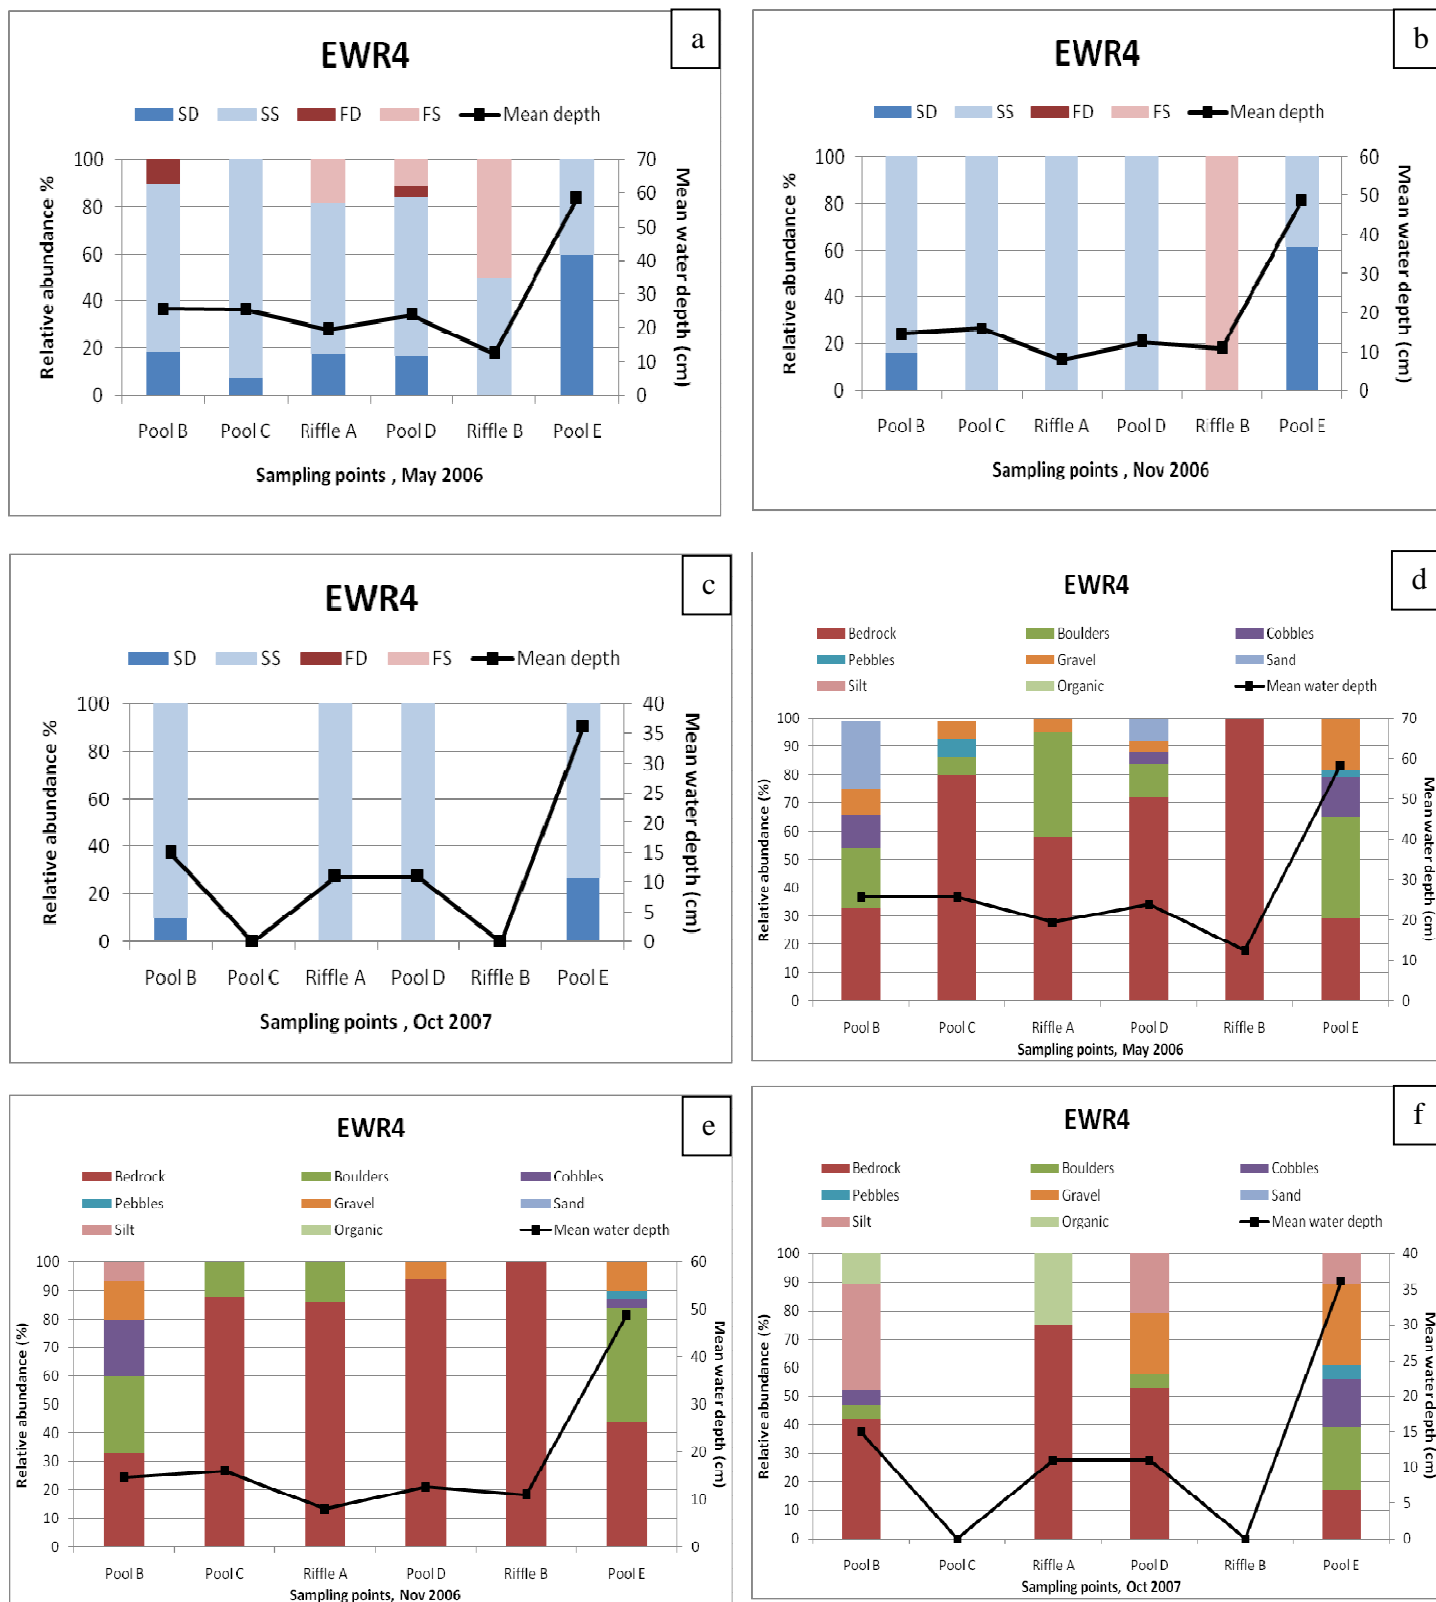 a
EWR4
SD SS FD FS Mean depth
Relative abundance %
100 80 60 40 20 0
70 60 50 40 30 20 10 0
Mean water depth (cm)
Pool B Pool C Riffle A Pool D Riffle B Pool E
Sampling points , May 2006
b
EWR4
SD SS FD FS Mean depth
Relative abundance %
100 80 60 40 20 0
60 50 40 30 20 10 0
Mean water depth (cm)
Pool B Pool C Riffle A Pool D Riffle B Pool E
Sampling points , Nov 2006
c
EWR4
SD SS FD FS Mean depth
Relative abundance %
100 80 60 40 20 0
40 35 30 25 20 15 10 5 0
Mean water depth (cm)
Pool B Pool C Riffle A Pool D Riffle B Pool E
Sampling points , Oct 2007
d
EWR4
Bedrock Boulders Cobbles
Pebbles Gravel Sand
Silt Organic Mean water depth
Relative abundance (%)
100 90 80 70 60 50 40 30 20 10 0
70 60 50 40 30 20 10 0
Mean water depth (cm)
Pool B Pool C Riffle A Pool D Riffle B Pool E
Sampling points, May 2006
e
EWR4
Bedrock Boulders Cobbles
Pebbles Gravel Sand
Silt Organic Mean water depth
Relative abundance (%)
100 90 80 70 60 50 40 30 20 10 0
60 50 40 30 20 10 0
Mean water depth (cm)
Pool B Pool C Riffle A Pool D Riffle B Pool E
Sampling points, Nov 2006
f
EWR4
Bedrock Boulders Cobbles
Pebbles Gravel Sand
Silt Organic Mean water depth
Relative abundance (%)
100 90 80 70 60 50 40 30 20 10 0
40 35 30 25 20 15 10 5 0
Mean water depth (cm)
Pool B Pool C Riffle A Pool D Riffle B Pool E
Sampling points, Oct 2007